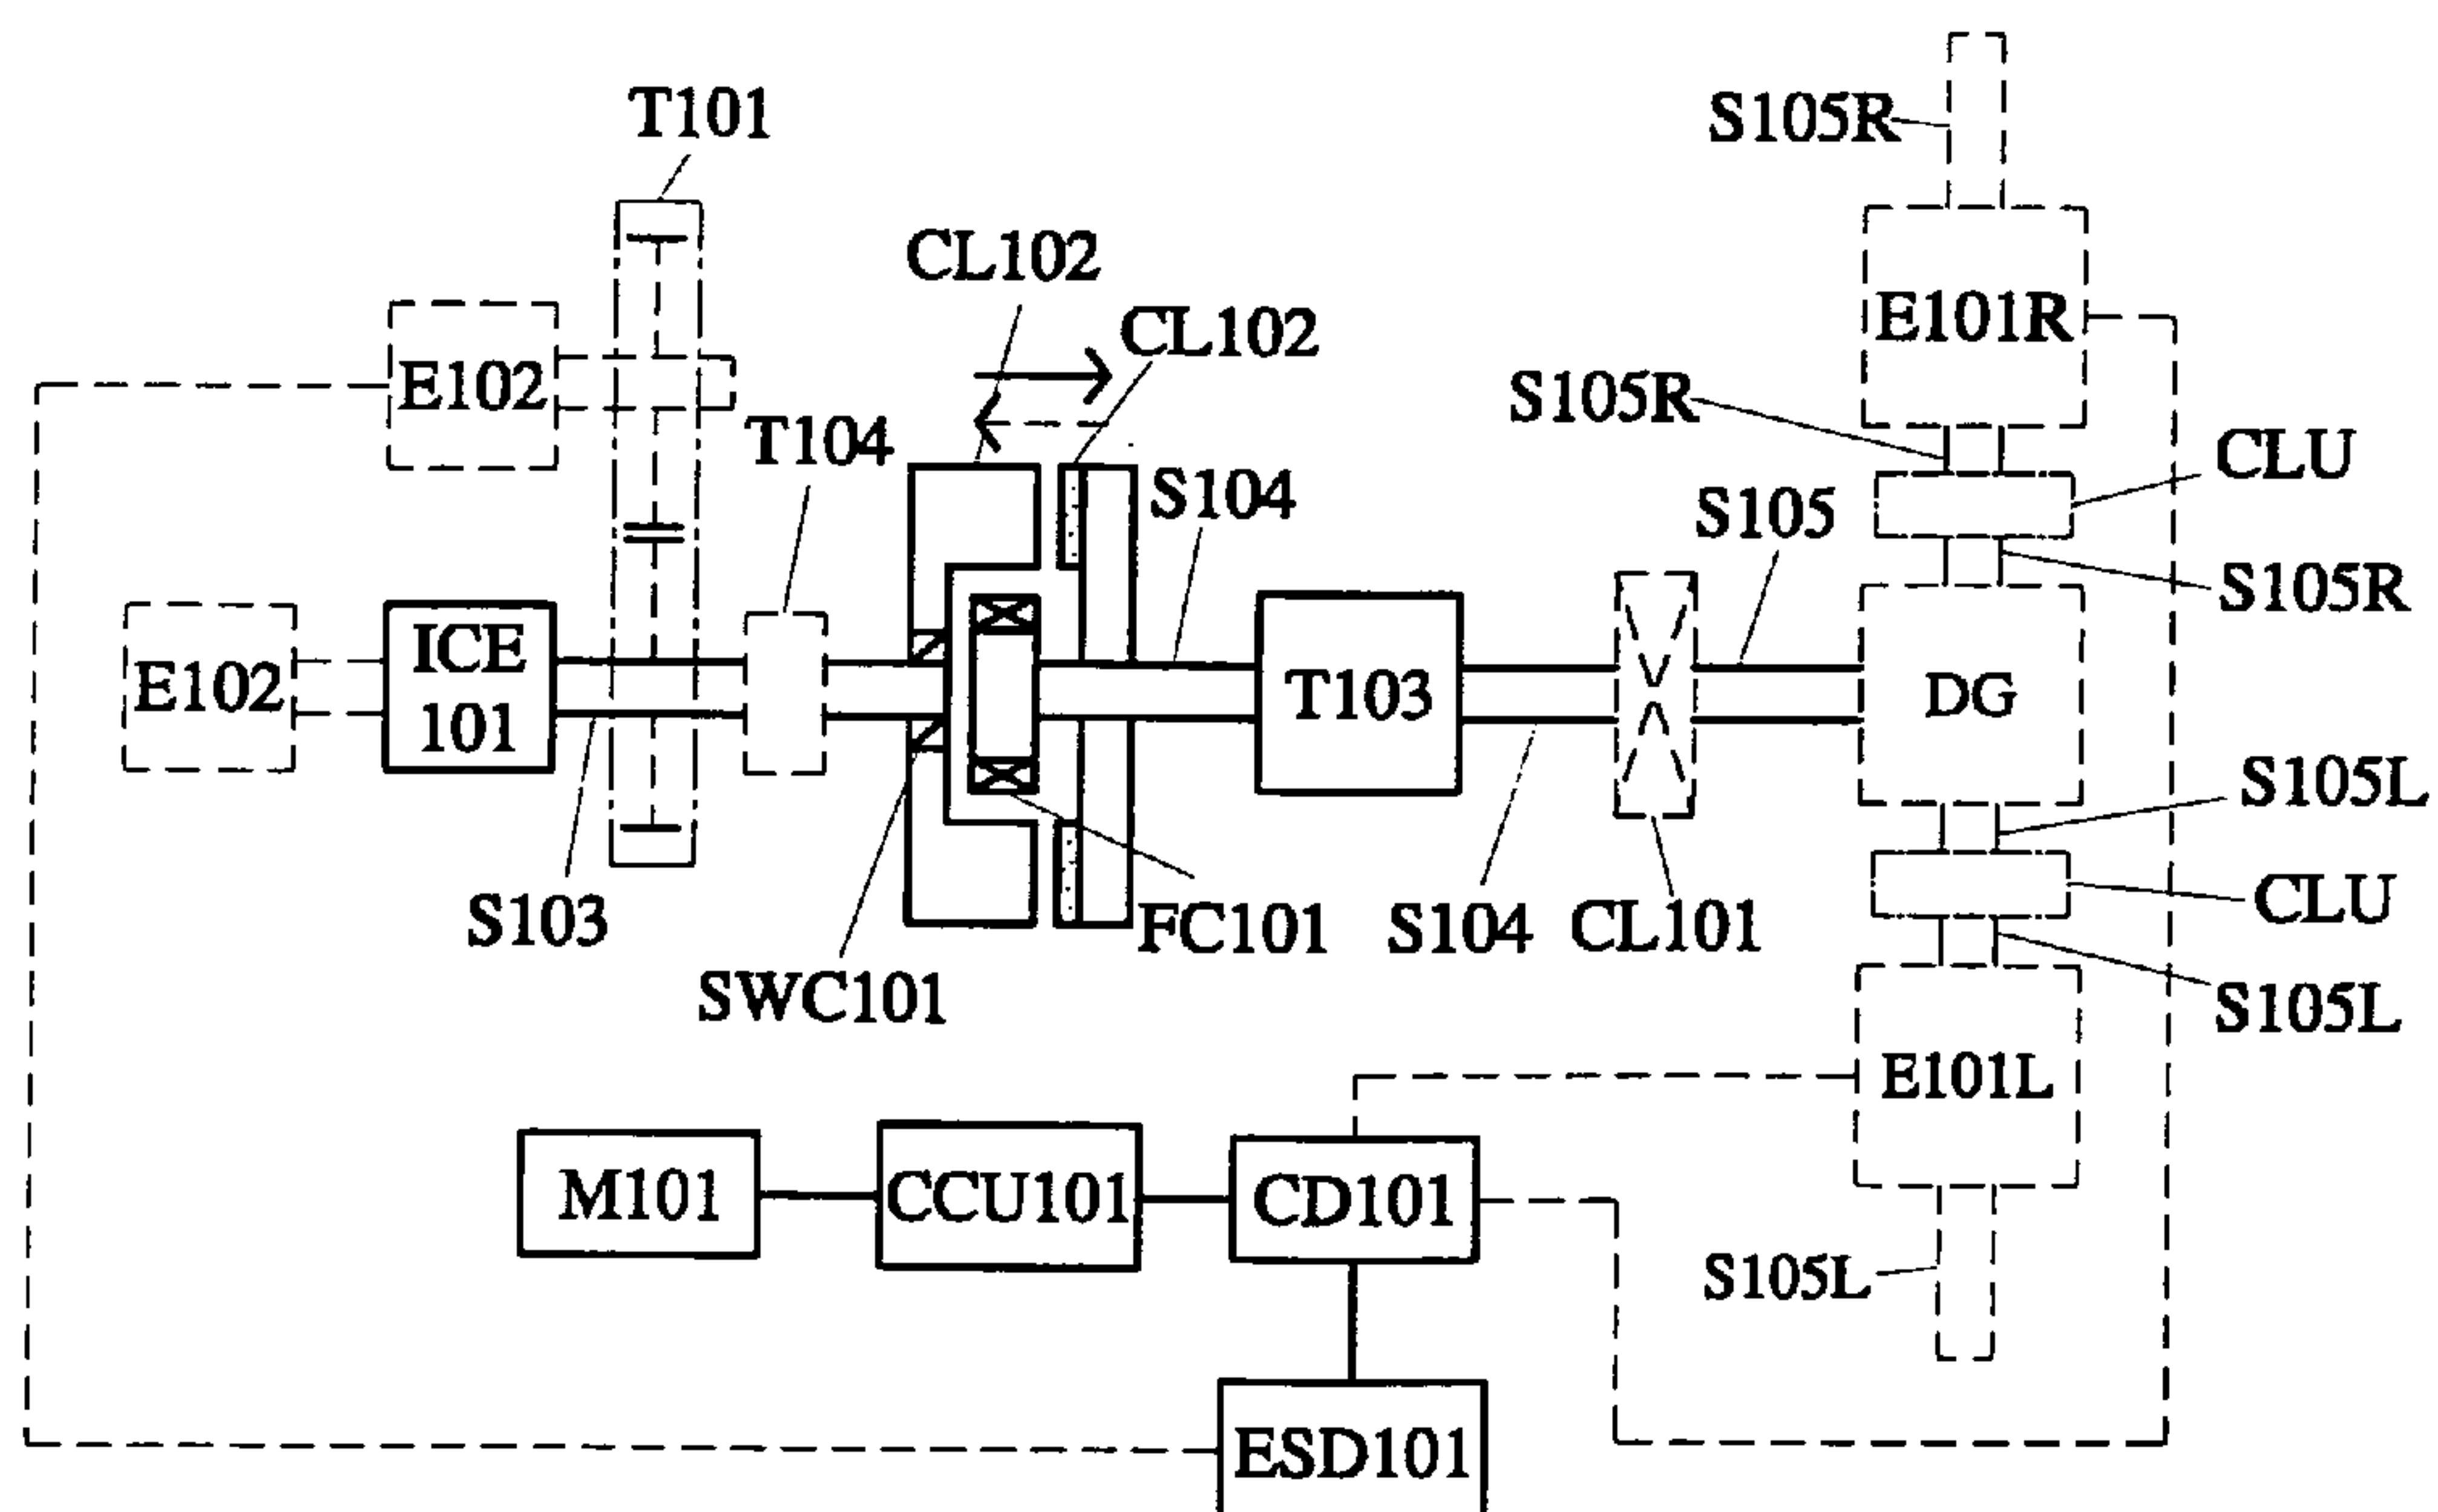 T101
S105R
CL102
CL102
E101R
E102
S105R
T104
CLU
S104
S105
S105R
ICE
101
E102
T103
DG
S105L
S103
FC101
S104
CL101
CLU
SWC101
S105L
E101L
M101
CCU101
CD101
S105L
ESD101